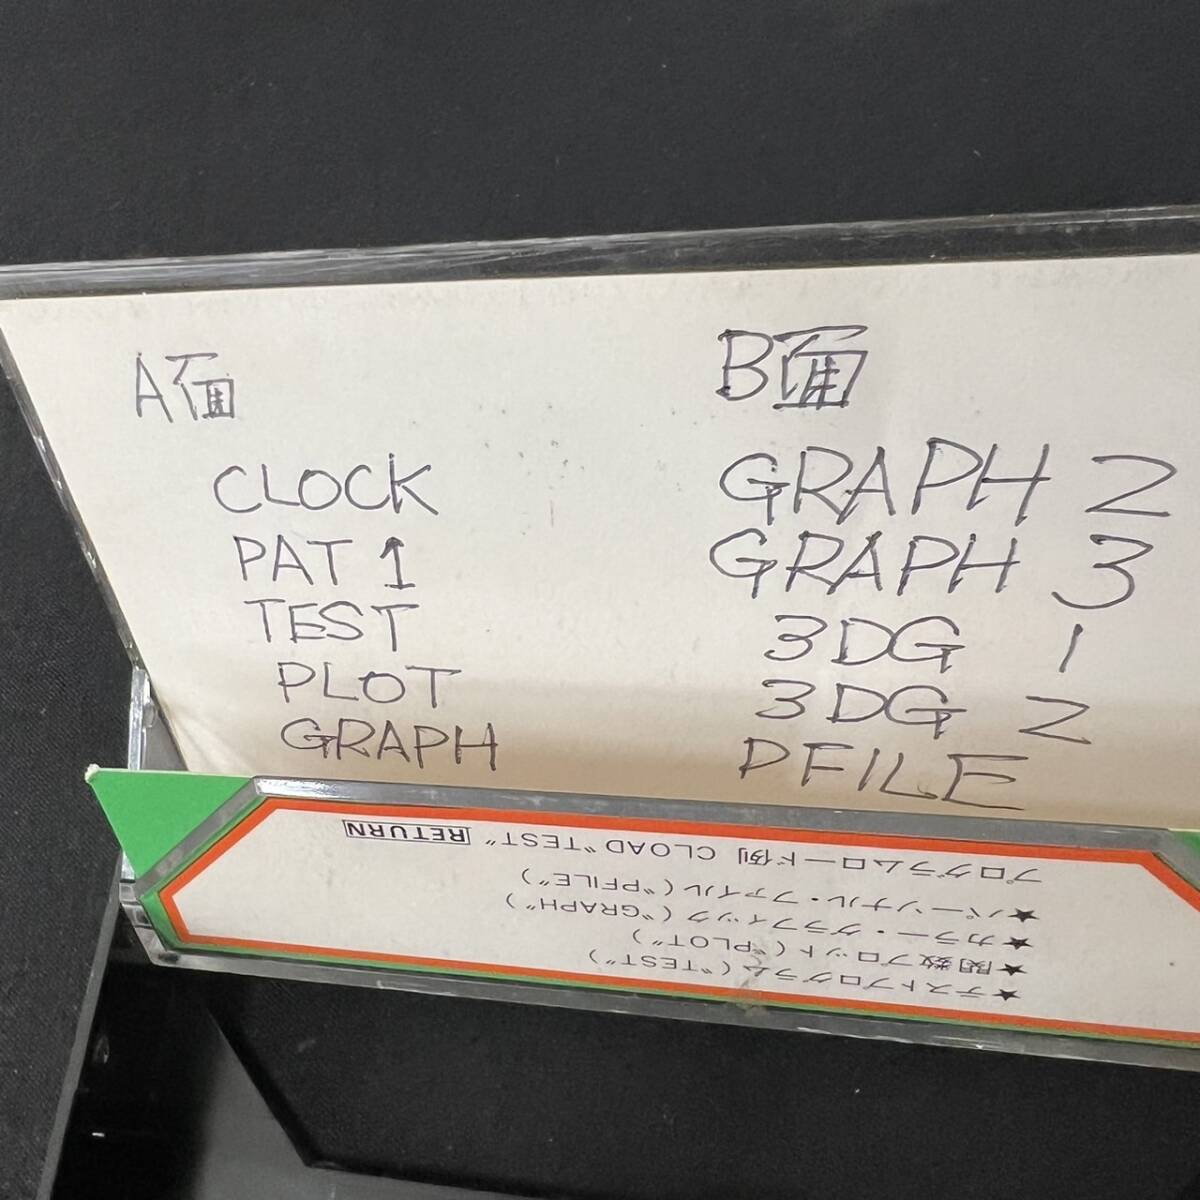 A面
CLOCK
PAT 1
TEST
PLOT
GRAPH
B面
GRAPH 2
GRAPH 3
3DG 1
3DG 2
PFILE
★テストプログラム(“TEST”)
★関数プロット(“PLOT”)
★カラー・グラフィック(“GRAPH”)
★パーソナル・ファイル(“PFILE”)
プログラムロード例 CLOAD“TEST” RETURN